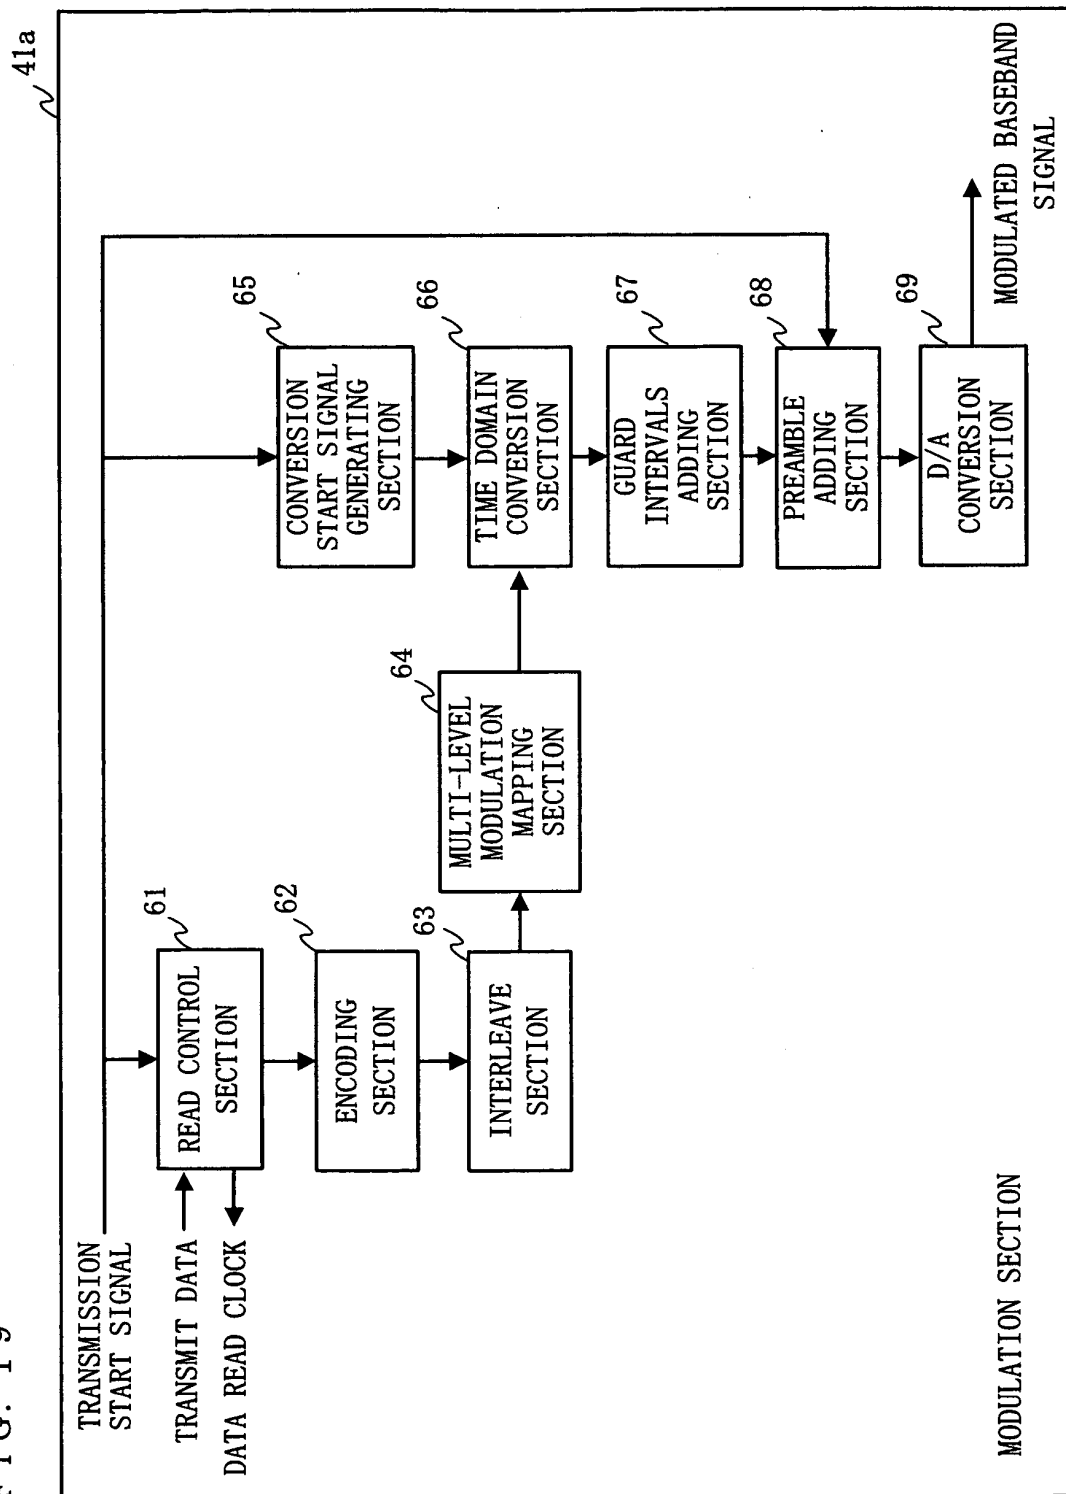 FIG. 19
41a
TRANSMISSION
START SIGNAL
TRANSMIT DATA
DATA READ CLOCK
61
READ CONTROL
SECTION
62
ENCODING
SECTION
63
INTERLEAVE
SECTION
64
MULTI-LEVEL
MODULATION
MAPPING
SECTION
65
CONVERSION
START SIGNAL
GENERATING
SECTION
66
TIME DOMAIN
CONVERSION
SECTION
67
GUARD
INTERVALS
ADDING
SECTION
68
PREAMBLE
ADDING
SECTION
69
D/A
CONVERSION
SECTION
MODULATED BASEBAND
SIGNAL
MODULATION SECTION